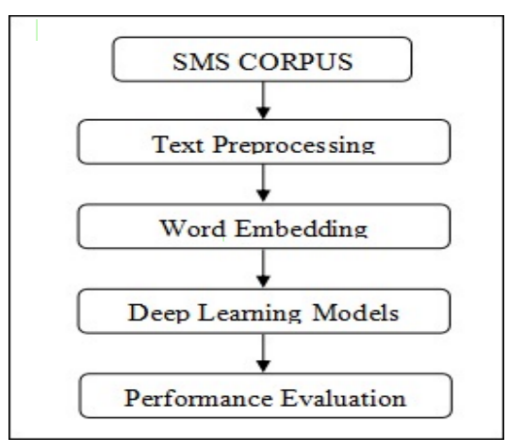 SMS CORPUS
Text Preprocessing
Word Embedding
Deep Learning Models
Performance Evaluation